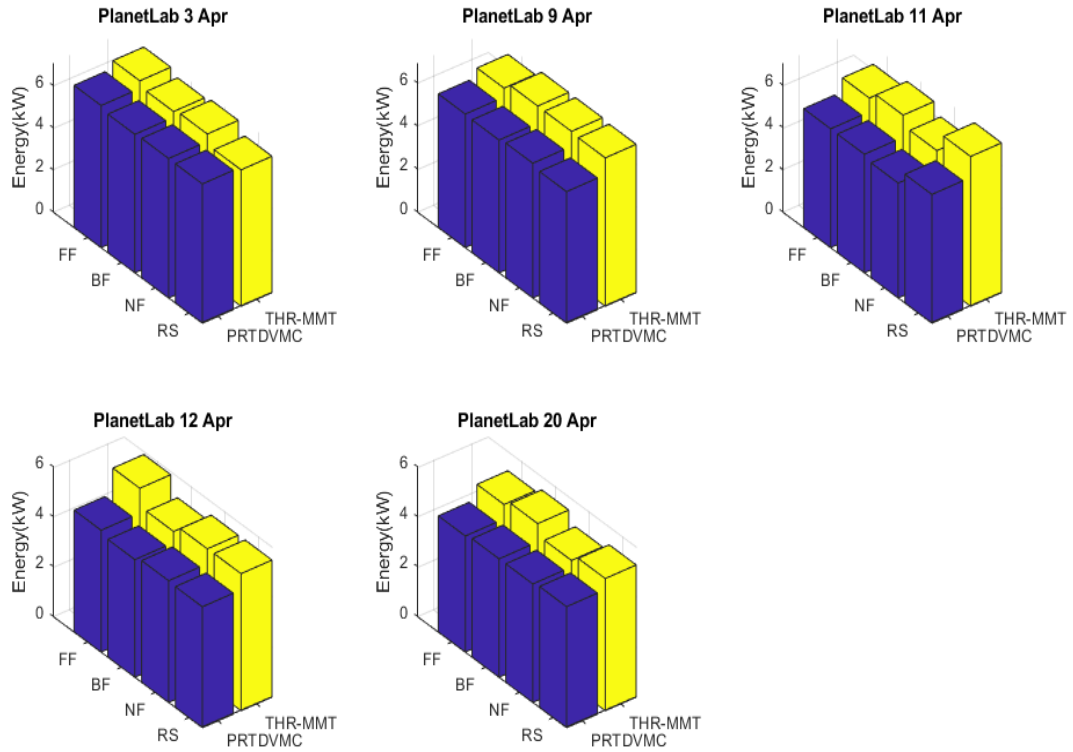 PlanetLab 3 Apr
Energy(kW)
6
4
2
0
FF
BF
NF
RS
THR-MMT
PRTDVMC
PlanetLab 9 Apr
Energy(kW)
6
4
2
0
FF
BF
NF
RS
THR-MMT
PRTDVMC
PlanetLab 11 Apr
Energy(kW)
6
4
2
0
FF
BF
NF
RS
THR-MMT
PRTDVMC
PlanetLab 12 Apr
Energy(kW)
6
4
2
0
FF
BF
NF
RS
THR-MMT
PRTDVMC
PlanetLab 20 Apr
Energy(kW)
6
4
2
0
FF
BF
NF
RS
THR-MMT
PRTDVMC